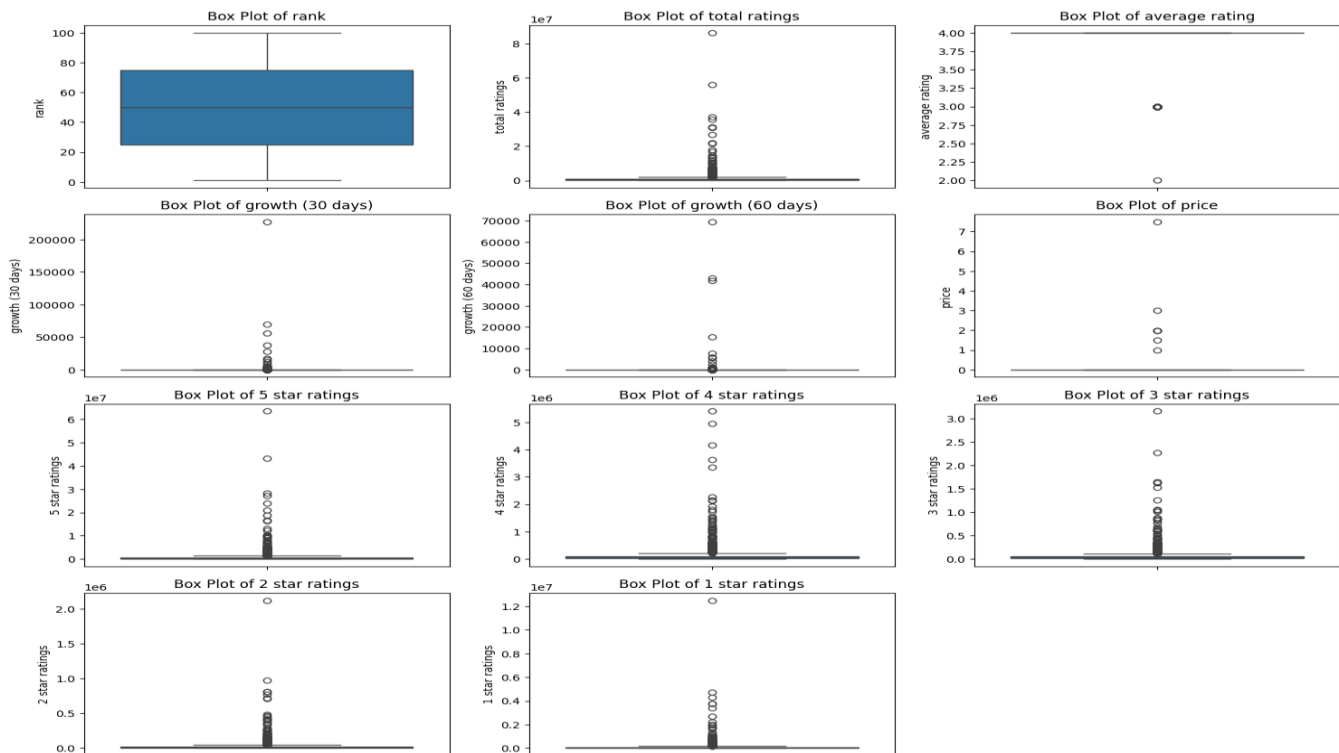 Box Plot of rank
rank
100
80
60
40
20
0
Box Plot of total ratings
1e7
total ratings
8
6
4
2
0
Box Plot of average rating
average rating
4.00
3.75
3.50
3.25
3.00
2.75
2.50
2.25
2.00
Box Plot of growth (30 days)
growth (30 days)
200000
150000
100000
50000
0
Box Plot of growth (60 days)
growth (60 days)
70000
60000
50000
40000
30000
20000
10000
0
Box Plot of price
price
7
6
5
4
3
2
1
0
Box Plot of 5 star ratings
1e7
5 star ratings
6
5
4
3
2
1
0
Box Plot of 4 star ratings
1e6
4 star ratings
5
4
3
2
1
0
Box Plot of 3 star ratings
1e6
3 star ratings
3.0
2.5
2.0
1.5
1.0
0.5
0.0
Box Plot of 2 star ratings
1e6
2 star ratings
2.0
1.5
1.0
0.5
0.0
Box Plot of 1 star ratings
1e7
1 star ratings
1.2
1.0
0.8
0.6
0.4
0.2
0.0